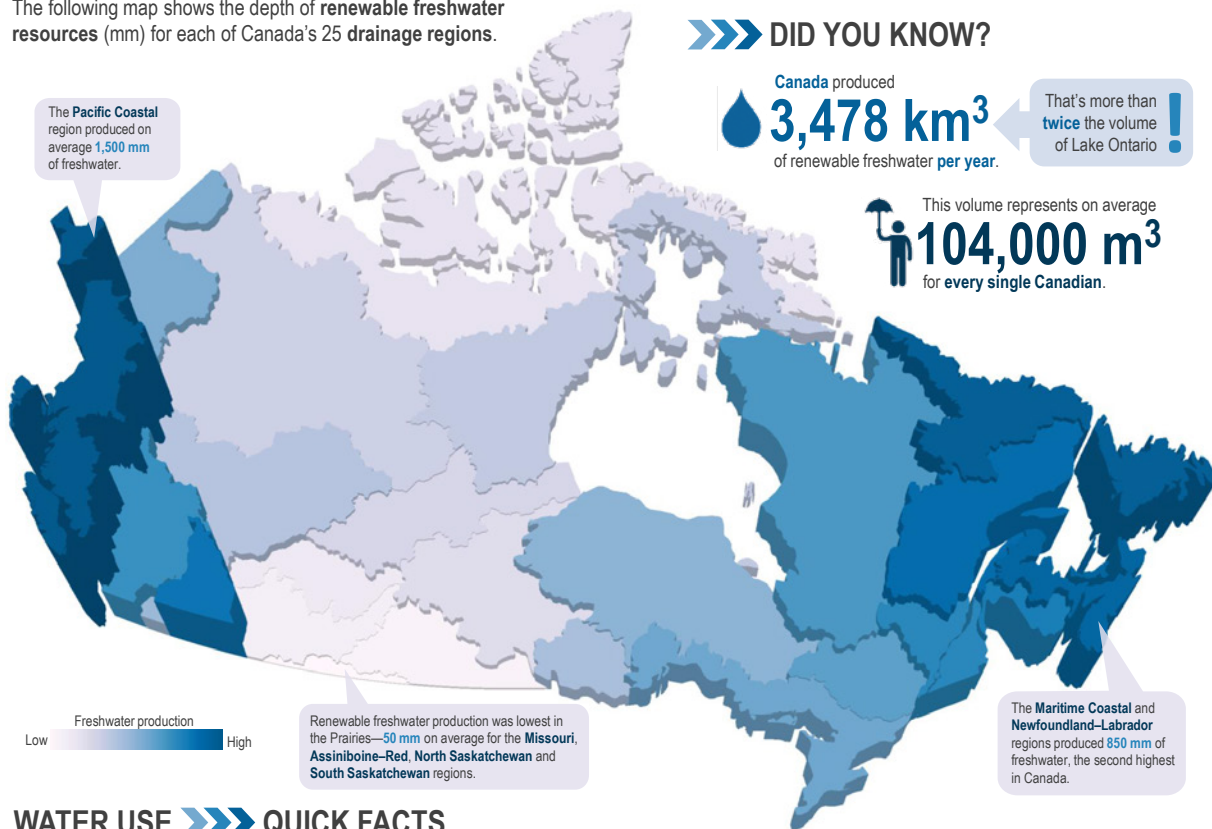 The following map shows the depth of renewable freshwater
resources (mm) for each of Canada's 25 drainage regions.
DID YOU KNOW?
Canada produced
3,478 km³
of renewable freshwater per year.
That's more than
twice the volume
of Lake Ontario
!
The Pacific Coastal
region produced on
average 1,500 mm
of freshwater.
This volume represents on average
104,000 m³
for every single Canadian.
Freshwater production
Low
High
Renewable freshwater production was lowest in
the Prairies—50 mm on average for the Missouri,
Assiniboine–Red, North Saskatchewan and
South Saskatchewan regions.
The Maritime Coastal and
Newfoundland–Labrador
regions produced 850 mm of
freshwater, the second highest
in Canada.
WATER USE QUICK FACTS